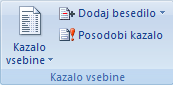 Kazalo
vsebine
Dodaj besedilo
Posodobi kazalo
Kazalo vsebine